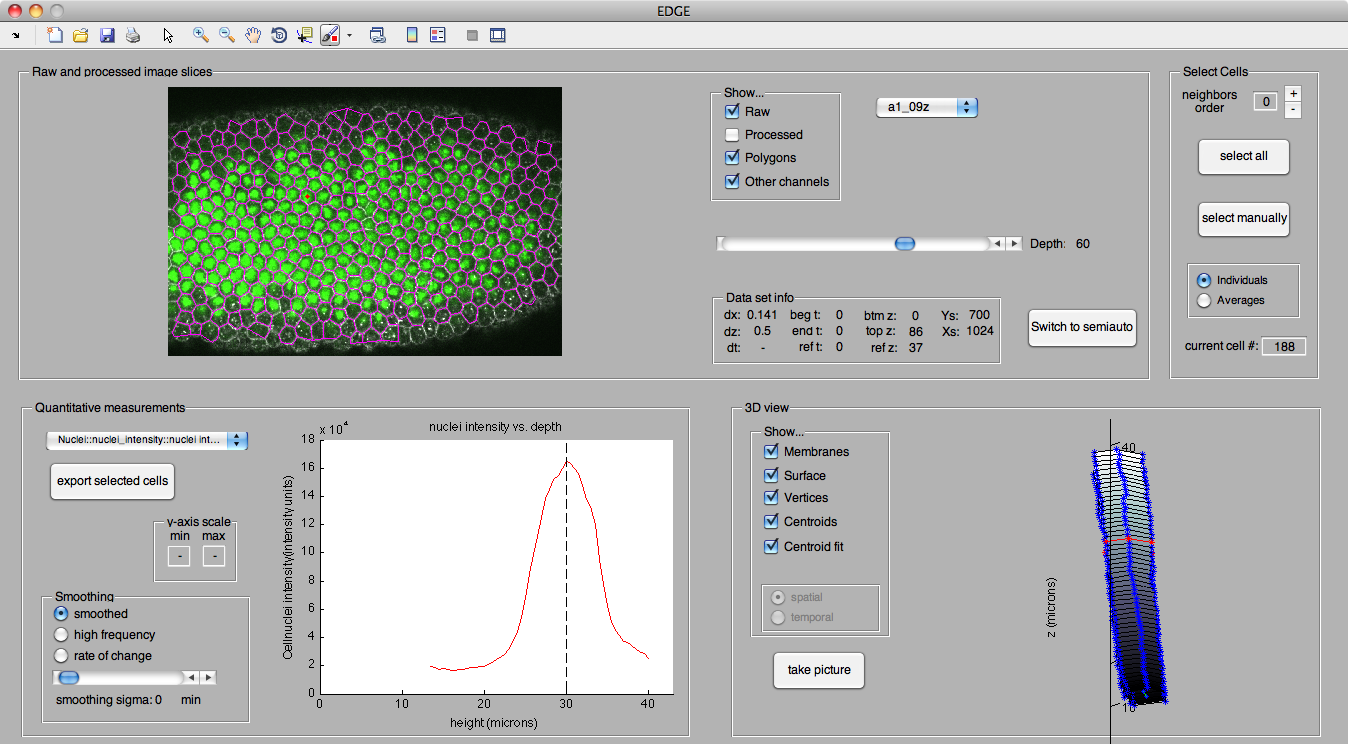 EDGE
Raw and processed image slices
Show...
Raw
Processed
Polygons
Other channels
a1_09z
Depth: 60
Data set info
dx: 0.141 beg t: 0 btm z: 0 Ys: 700
dz: 0.5 end t: 0 top z: 86 Xs: 1024
dt: - ref t: 0 ref z: 37
Switch to semiauto
Select Cells
neighbors
order
0
+
-
select all
select manually
Individuals
Averages
current cell #: 188
Quantitative measurements
Nuclei::nuclei_intensity::nuclei int...
export selected cells
y-axis scale
min max
- -
Smoothing
smoothed
high frequency
rate of change
smoothing sigma: 0 min
nuclei intensity vs. depth
x 10^4
18
16
14
12
10
8
6
4
2
0
0 10 20 30 40
height (microns)
Cellnuclei intensity(intensity units)
3D view
Show...
Membranes
Surface
Vertices
Centroids
Centroid fit
spatial
temporal
take picture
40
z (microns)
10